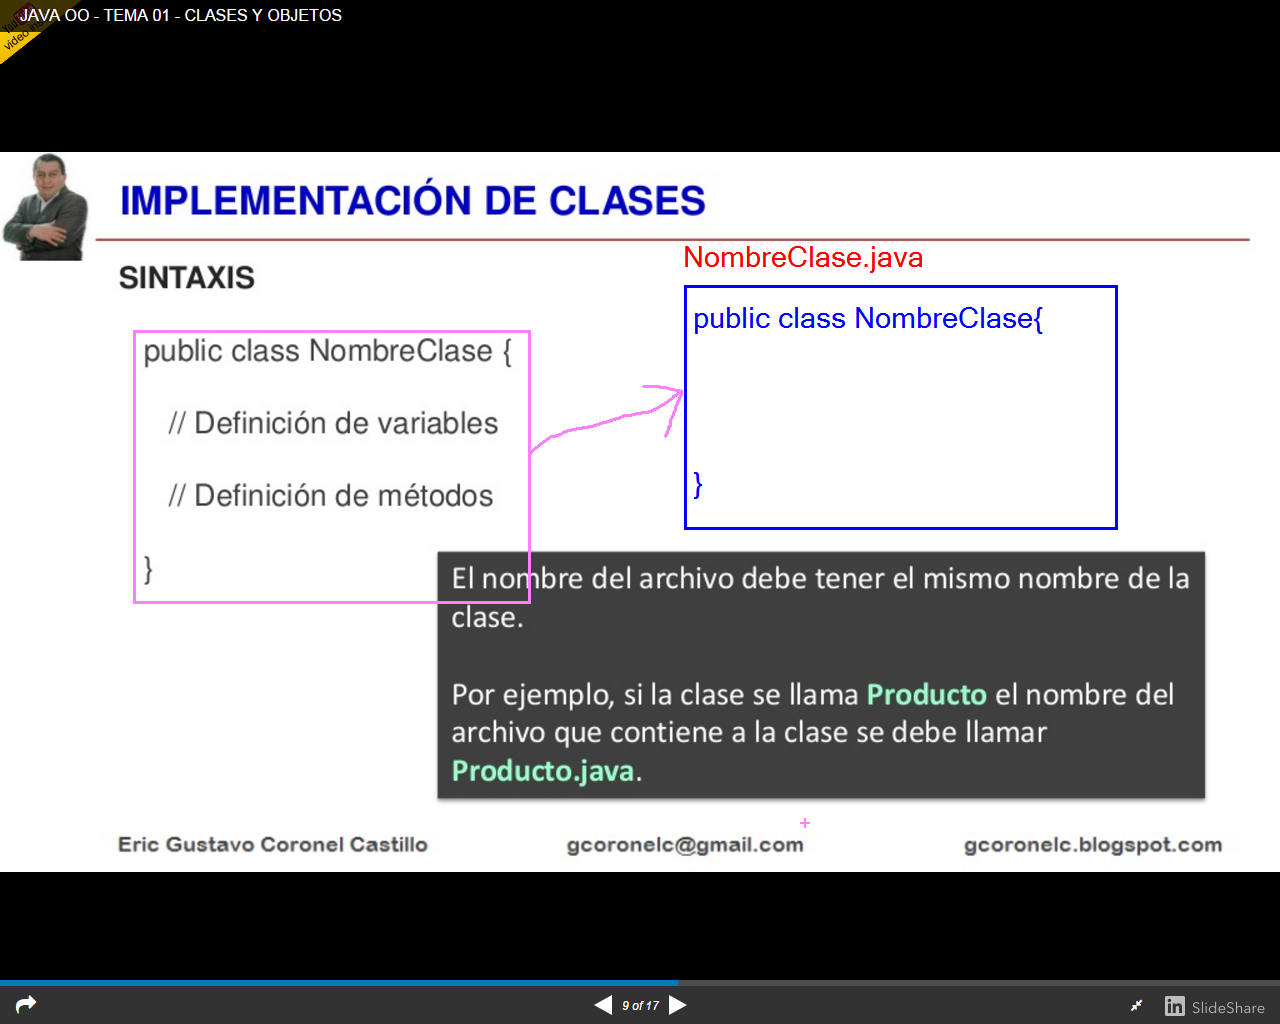 JAVA OO - TEMA 01 - CLASES Y OBJETOS
IMPLEMENTACIÓN DE CLASES
SINTAXIS
public class NombreClase {
// Definición de variables
// Definición de métodos
}
NombreClase.java
public class NombreClase{
}
El nombre del archivo debe tener el mismo nombre de la
clase.
Por ejemplo, si la clase se llama Producto el nombre del
archivo que contiene a la clase se debe llamar
Producto.java.
Eric Gustavo Coronel Castillo
gcoronelc@gmail.com
gcoronelc.blogspot.com
9 of 17
in SlideShare